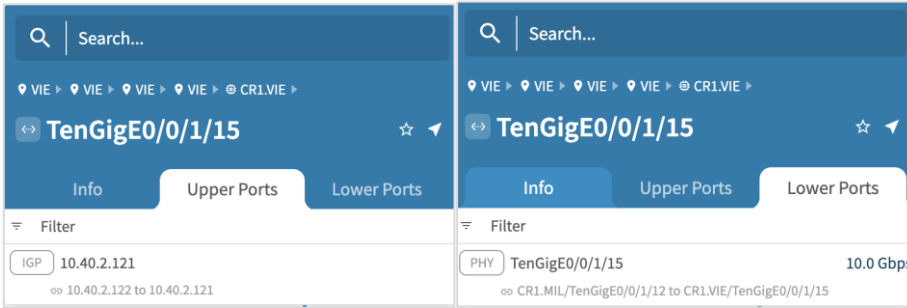 Search...
VIE VIE VIE VIE CR1.VIE
TenGigE0/0/1/15
Info Upper Ports Lower Ports
Filter
IGP 10.40.2.121
10.40.2.122 to 10.40.2.121
Search...
VIE VIE VIE VIE CR1.VIE
TenGigE0/0/1/15
Info Upper Ports Lower Ports
Filter
PHY TenGigE0/0/1/15 10.0 Gbps
CR1.MIL/TenGigE0/0/1/12 to CR1.VIE/TenGigE0/0/1/15